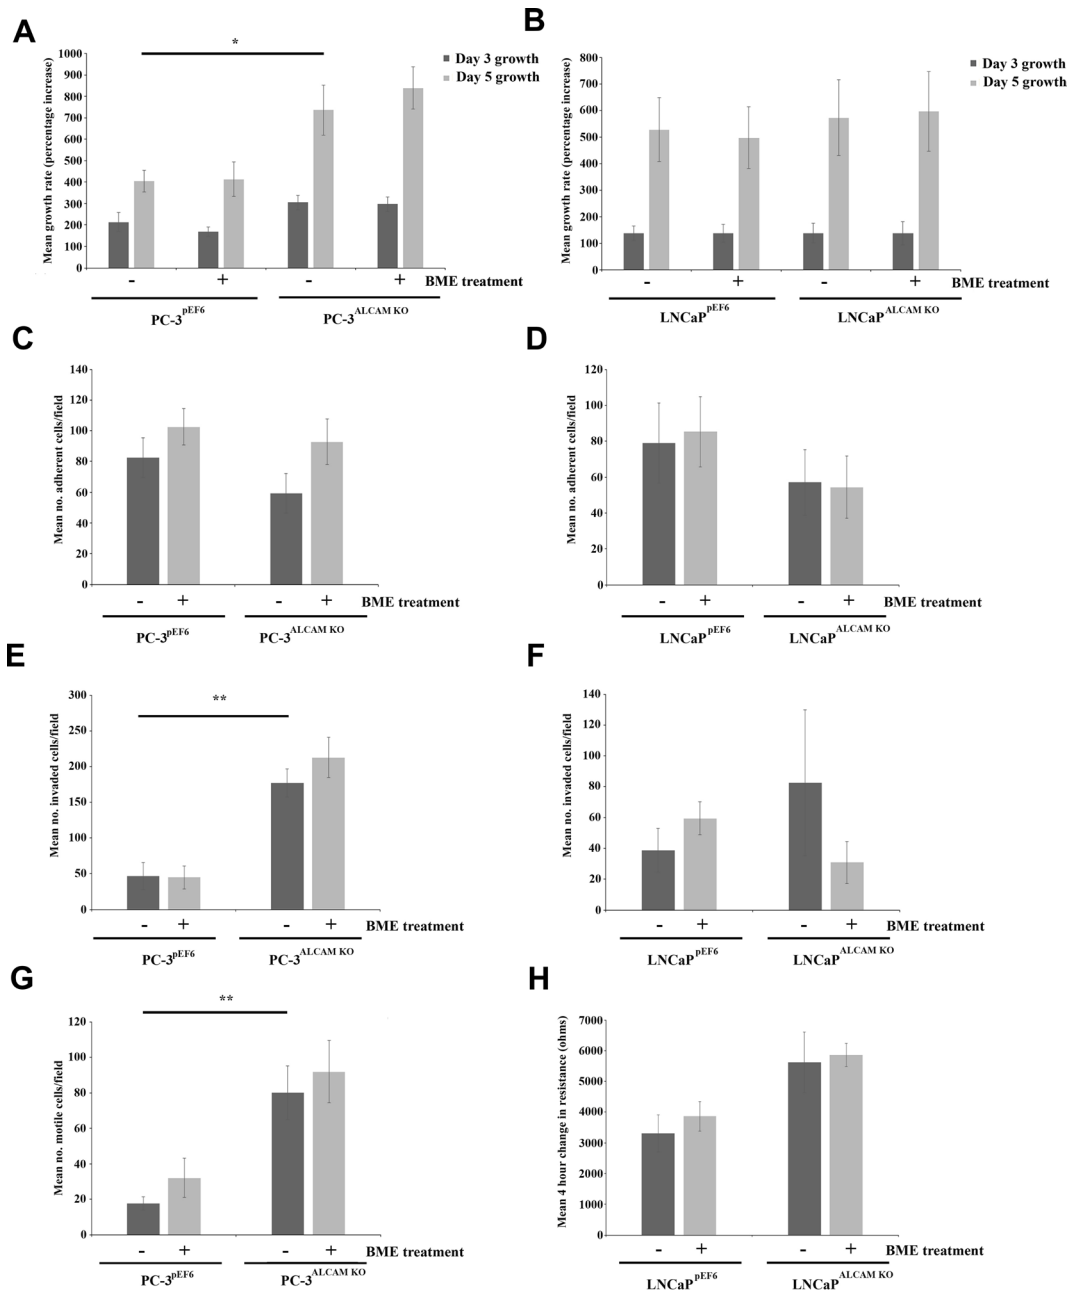 A
*
Day 3 growth
Day 5 growth
Mean growth rate (percentage increase)
1000
900
800
700
600
500
400
300
200
100
0
- + - + BME treatment
PC-3pEF6 PC-3ALCAM KO
B
Day 3 growth
Day 5 growth
Mean growth rate (percentage increase)
800
700
600
500
400
300
200
100
0
- + - + BME treatment
LNCaPpEF6 LNCaPALCAM KO
C
Mean no. adherent cells/field
140
120
100
80
60
40
20
0
- + - + BME treatment
PC-3pEF6 PC-3ALCAM KO
D
Mean no. adherent cells/field
120
100
80
60
40
20
0
- + - + BME treatment
LNCaPpEF6 LNCaPALCAM KO
E
**
Mean no. invaded cells/field
300
250
200
150
100
50
0
- + - + BME treatment
PC-3pEF6 PC-3ALCAM KO
F
Mean no. invaded cells/field
140
120
100
80
60
40
20
0
- + - + BME treatment
LNCaPpEF6 LNCaPALCAM KO
G
**
Mean no. motile cells/field
120
100
80
60
40
20
0
- + - + BME treatment
PC-3pEF6 PC-3ALCAM KO
H
Mean 4 hour change in resistance (ohms)
7000
6000
5000
4000
3000
2000
1000
0
- + - + BME treatment
LNCaPpEF6 LNCaPALCAM KO